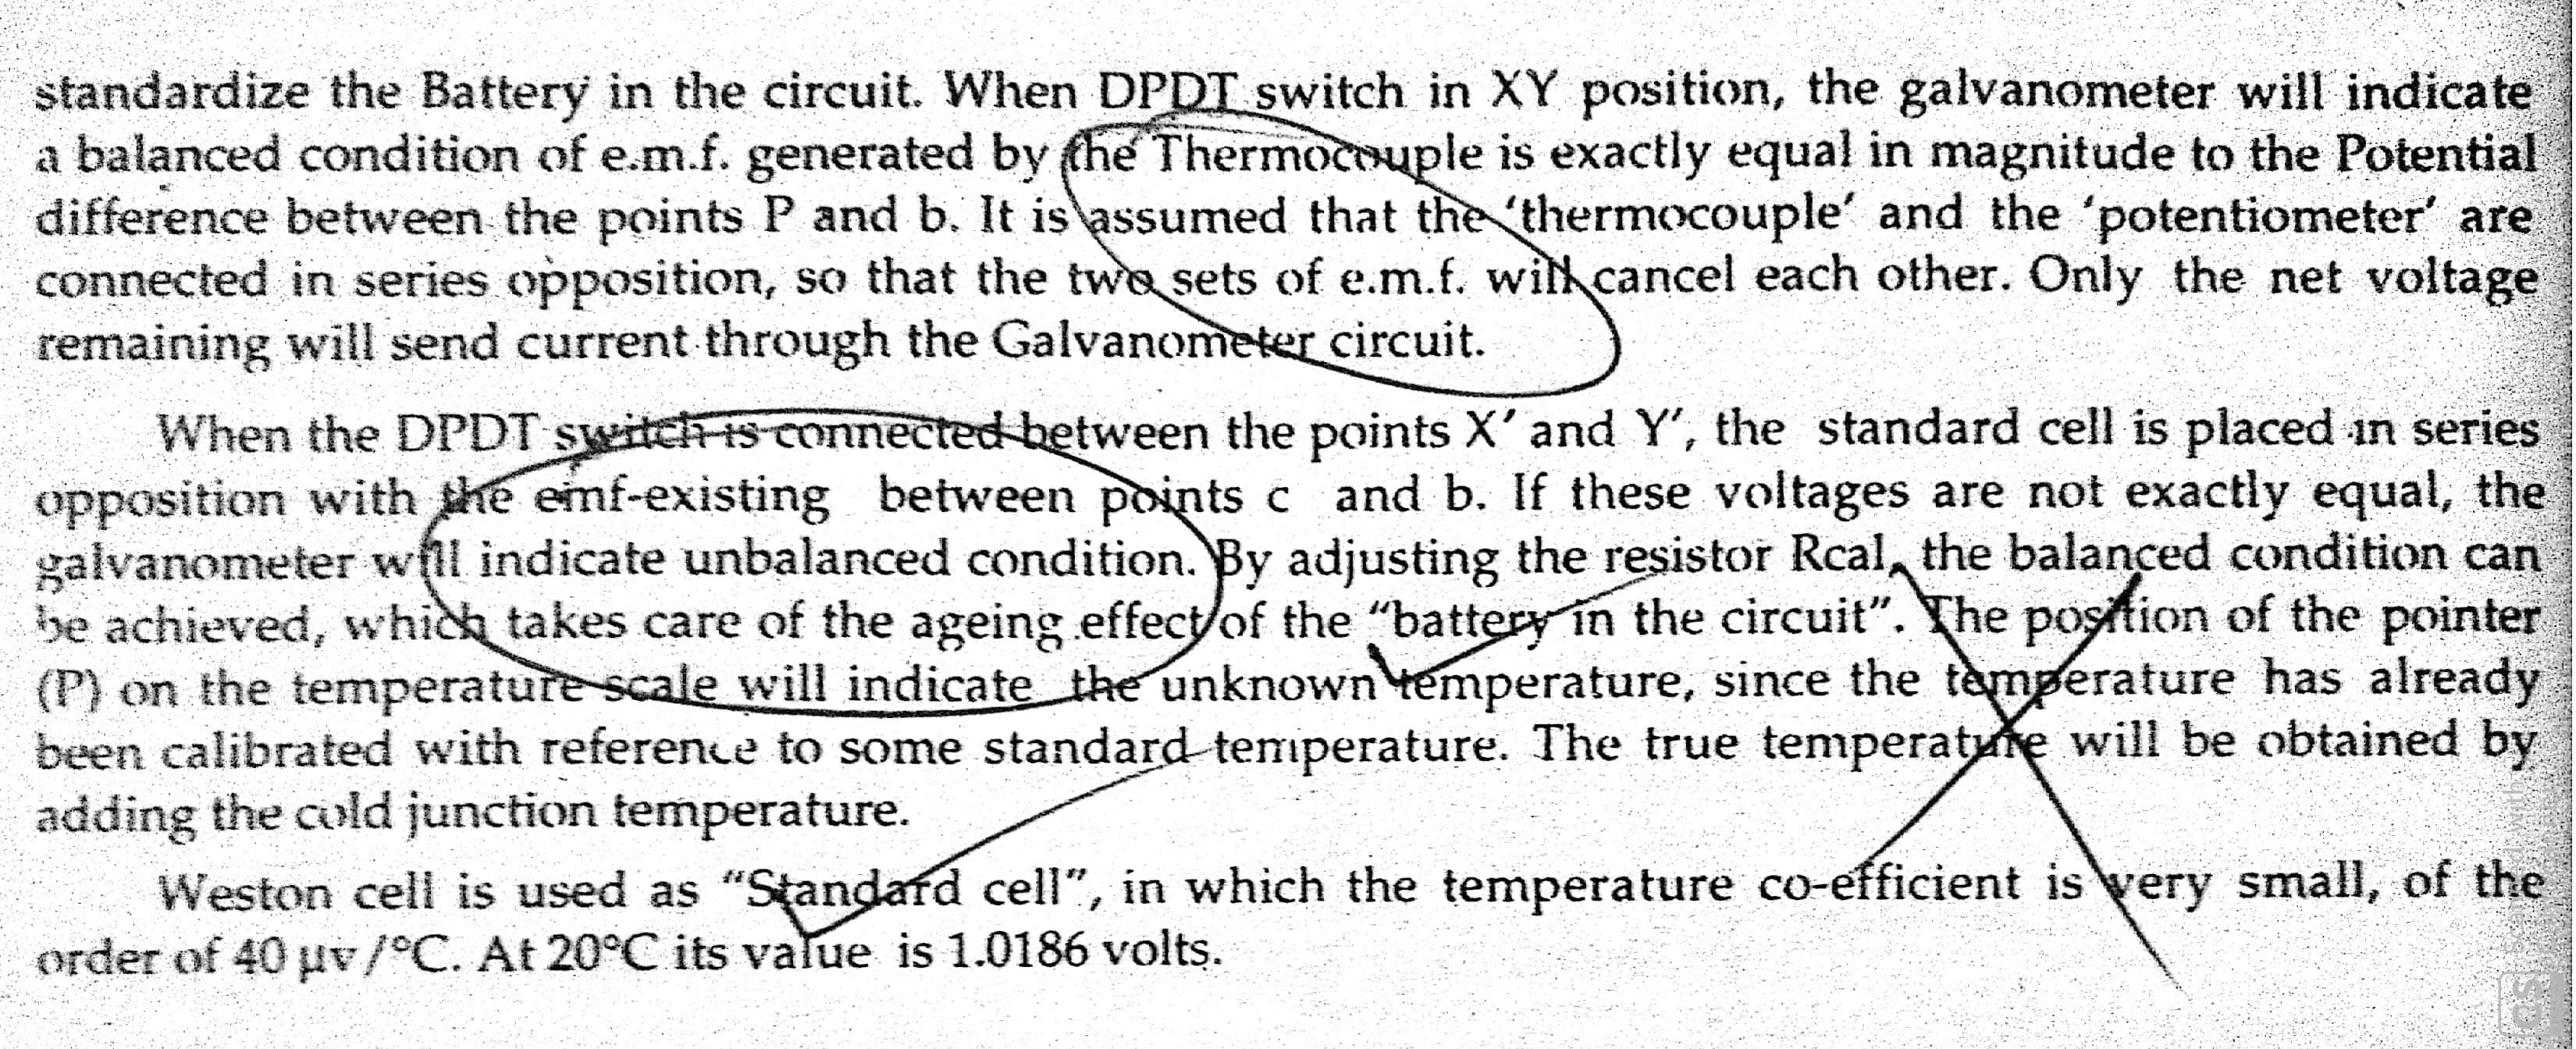 standardize the Battery in the circuit. When DPDT switch in XY position, the galvanometer will indicate
a balanced condition of e.m.f. generated by the Thermocouple is exactly equal in magnitude to the Potential
difference between the points P and b. It is assumed that the ‘thermocouple’ and the ‘potentiometer’ are
connected in series opposition, so that the two sets of e.m.f. will cancel each other. Only the net voltage
remaining will send current through the Galvanometer circuit.
When the DPDT switch is connected between the points X′ and Y′, the standard cell is placed in series
opposition with the emf-existing between points c and b. If these voltages are not exactly equal, the
galvanometer will indicate unbalanced condition. By adjusting the resistor Rcal, the balanced condition can
be achieved, which takes care of the ageing effect of the “battery in the circuit”. The position of the pointer
(P) on the temperature scale will indicate the unknown temperature, since the temperature has already
been calibrated with reference to some standard temperature. The true temperature will be obtained by
adding the cold junction temperature.
Weston cell is used as “Standard cell”, in which the temperature co-efficient is very small, of the
order of 40 μv /°C. At 20°C its value is 1.0186 volts.
CS